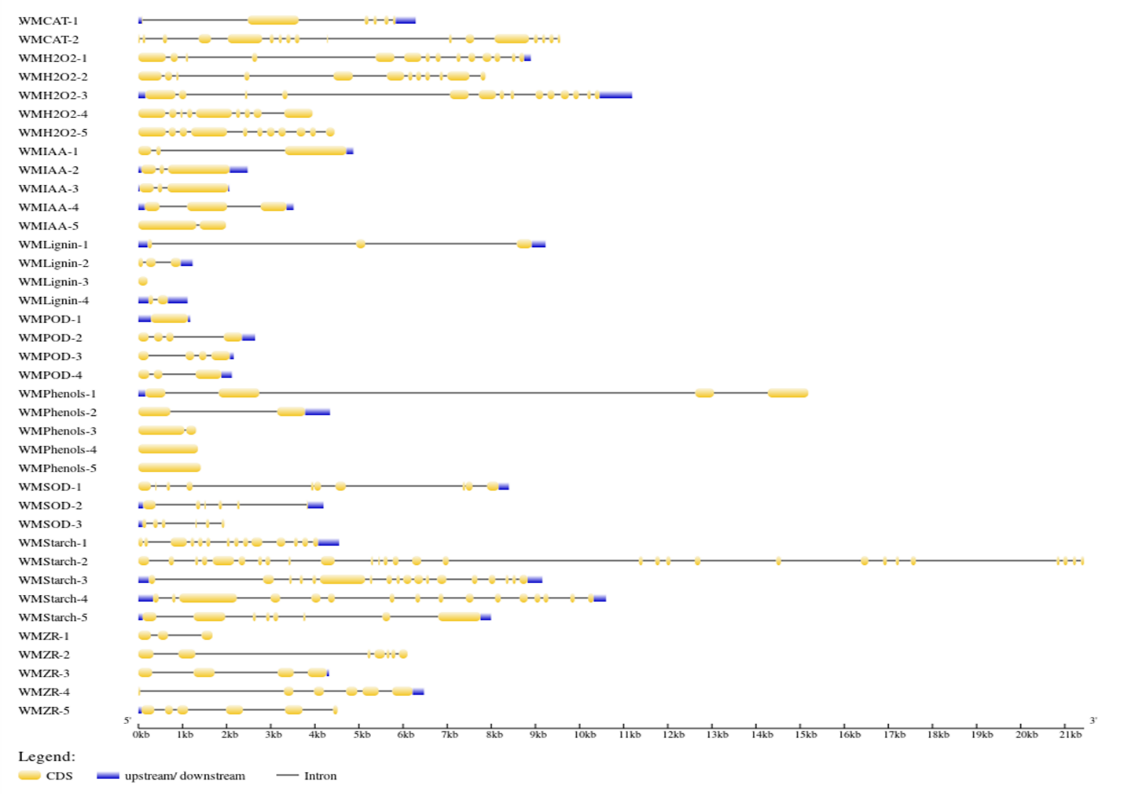 WMCAT-1
WMCAT-2
WMH2O2-1
WMH2O2-2
WMH2O2-3
WMH2O2-4
WMH2O2-5
WMIAA-1
WMIAA-2
WMIAA-3
WMIAA-4
WMIAA-5
WMLignin-1
WMLignin-2
WMLignin-3
WMLignin-4
WMPOD-1
WMPOD-2
WMPOD-3
WMPOD-4
WMPhenols-1
WMPhenols-2
WMPhenols-3
WMPhenols-4
WMPhenols-5
WMSOD-1
WMSOD-2
WMSOD-3
WMStarch-1
WMStarch-2
WMStarch-3
WMStarch-4
WMStarch-5
WMZR-1
WMZR-2
WMZR-3
WMZR-4
WMZR-5
5' 3'
0kb 1kb 2kb 3kb 4kb 5kb 6kb 7kb 8kb 9kb 10kb 11kb 12kb 13kb 14kb 15kb 16kb 17kb 18kb 19kb 20kb 21kb
Legend:
CDS upstream/ downstream Intron